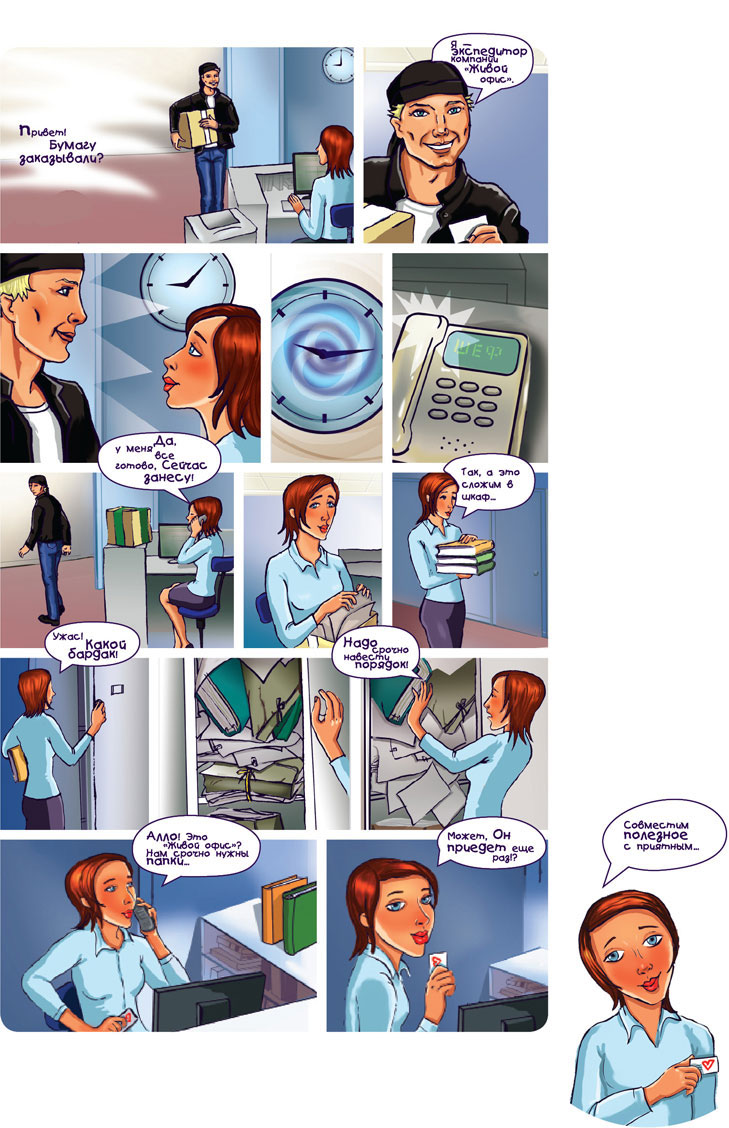 Привет!
Бумагу
заказывали?
Я –
экспедитор
компании
«Живой
офис».
ШЕФ
Да,
у меня
все
готово, Сейчас
занесу!
Так, а это
сложим в
шкаф...
Ужас!
Какой
бардак!
Надо
срочно
навести
порядок!
Алло! Это
«Живой офис»?
Нам срочно нужны
папки...
Может, Он
приедет еще
раз!?
Совместим
полезное
с приятным...